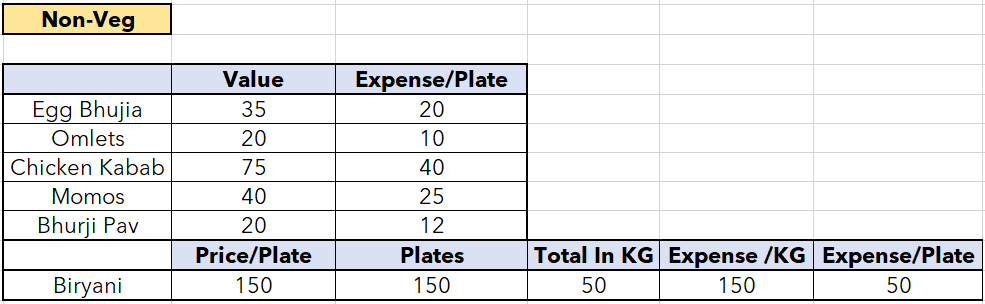 Non-Veg
Value Expense/Plate
Egg Bhujia 35 20
Omlets 20 10
Chicken Kabab 75 40
Momos 40 25
Bhurji Pav 20 12
Price/Plate Plates Total In KG Expense /KG Expense/Plate
Biryani 150 150 50 150 50